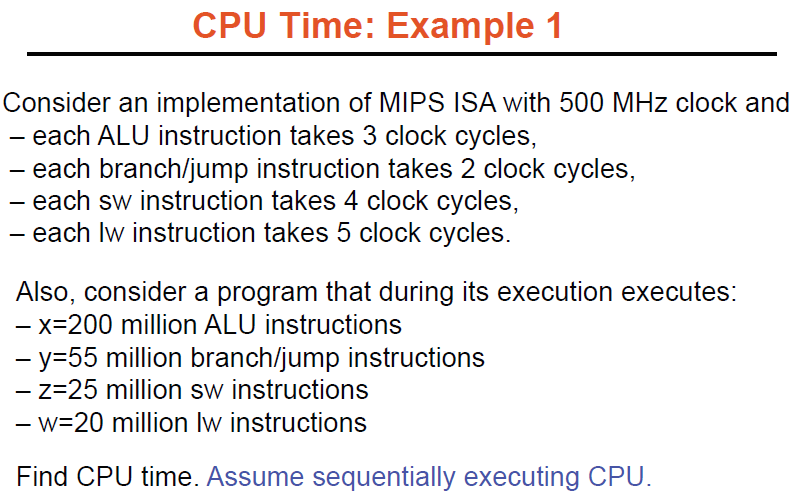 CPU Time: Example 1
Consider an implementation of MIPS ISA with 500 MHz clock and
– each ALU instruction takes 3 clock cycles,
– each branch/jump instruction takes 2 clock cycles,
– each sw instruction takes 4 clock cycles,
– each lw instruction takes 5 clock cycles.
Also, consider a program that during its execution executes:
– x=200 million ALU instructions
– y=55 million branch/jump instructions
– z=25 million sw instructions
– w=20 million lw instructions
Find CPU time. Assume sequentially executing CPU.